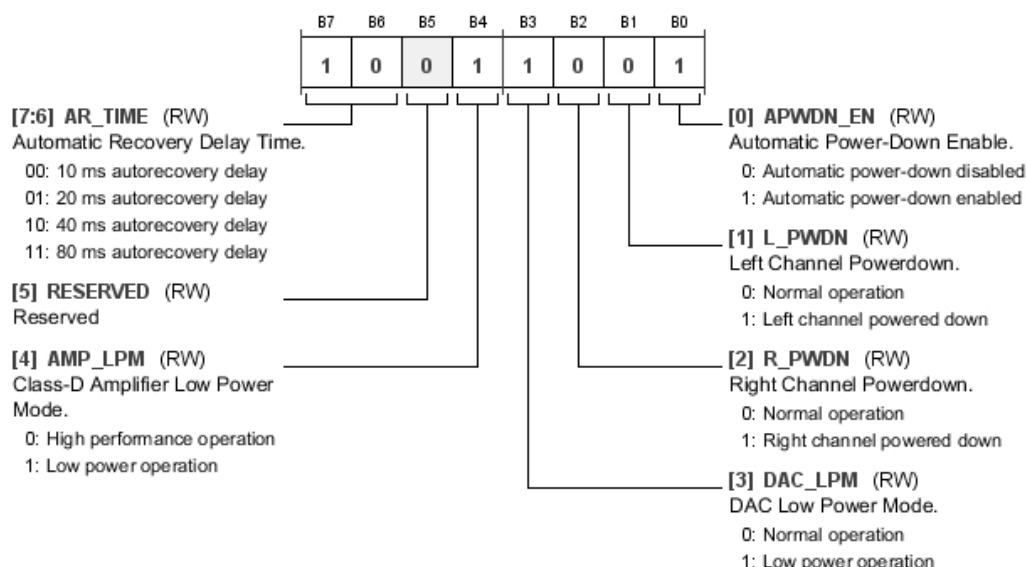 B7 B6 B5 B4 B3 B2 B1 B0
1 0 0 1 1 0 0 1
[7:6] AR_TIME (RW)
Automatic Recovery Delay Time.
00: 10 ms autorecovery delay
01: 20 ms autorecovery delay
10: 40 ms autorecovery delay
11: 80 ms autorecovery delay
[5] RESERVED (RW)
Reserved
[4] AMP_LPM (RW)
Class-D Amplifier Low Power
Mode.
0: High performance operation
1: Low power operation
[0] APWDN_EN (RW)
Automatic Power-Down Enable.
0: Automatic power-down disabled
1: Automatic power-down enabled
[1] L_PWDN (RW)
Left Channel Powerdown.
0: Normal operation
1: Left channel powered down
[2] R_PWDN (RW)
Right Channel Powerdown.
0: Normal operation
1: Right channel powered down
[3] DAC_LPM (RW)
DAC Low Power Mode.
0: Normal operation
1: Low power operation